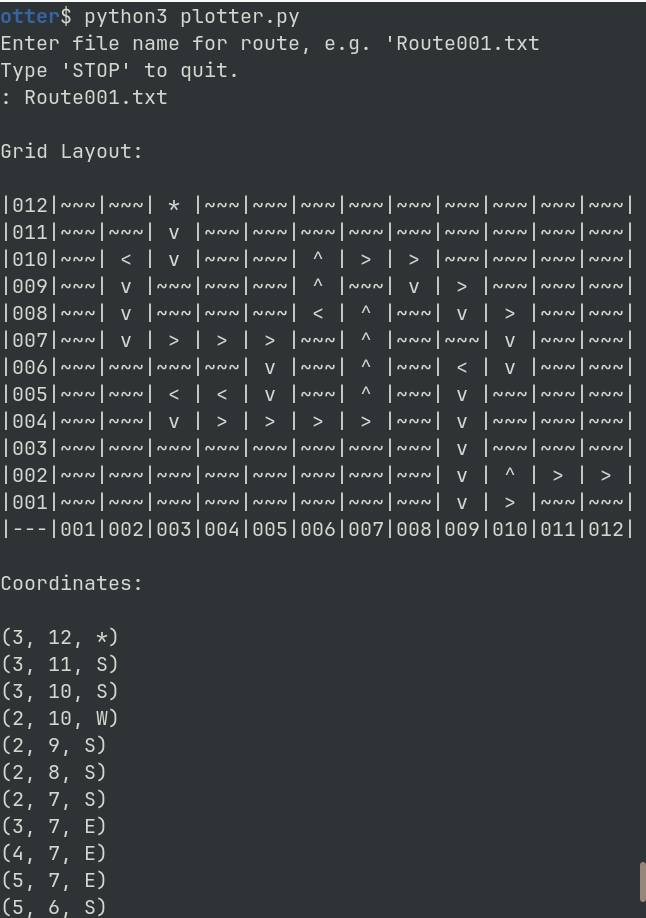 otter$ python3 plotter.py
Enter file name for route, e.g. 'Route001.txt
Type 'STOP' to quit.
: Route001.txt
Grid Layout:
|012|~~~|~~~| * |~~~|~~~|~~~|~~~|~~~|~~~|~~~|~~~|~~~|
|011|~~~|~~~| v |~~~|~~~|~~~|~~~|~~~|~~~|~~~|~~~|~~~|
|010|~~~| < | v |~~~|~~~| ^ | > | > |~~~|~~~|~~~|~~~|
|009|~~~| v |~~~|~~~|~~~| ^ |~~~| v | > |~~~|~~~|~~~|
|008|~~~| v |~~~|~~~|~~~| < | ^ |~~~| v | > |~~~|~~~|
|007|~~~| v | > | > | > |~~~| ^ |~~~|~~~| v |~~~|~~~|
|006|~~~|~~~|~~~|~~~| v |~~~| ^ |~~~| < | v |~~~|~~~|
|005|~~~|~~~| < | < | v |~~~| ^ |~~~| v |~~~|~~~|~~~|
|004|~~~|~~~| v | > | > | > | > |~~~| v |~~~|~~~|~~~|
|003|~~~|~~~|~~~|~~~|~~~|~~~|~~~|~~~| v |~~~|~~~|~~~|
|002|~~~|~~~|~~~|~~~|~~~|~~~|~~~|~~~| v | ^ | > | > |
|001|~~~|~~~|~~~|~~~|~~~|~~~|~~~|~~~| v | > |~~~|~~~|
|---|001|002|003|004|005|006|007|008|009|010|011|012|
Coordinates:
(3, 12, *)
(3, 11, S)
(3, 10, S)
(2, 10, W)
(2, 9, S)
(2, 8, S)
(2, 7, S)
(3, 7, E)
(4, 7, E)
(5, 7, E)
(5, 6, S)